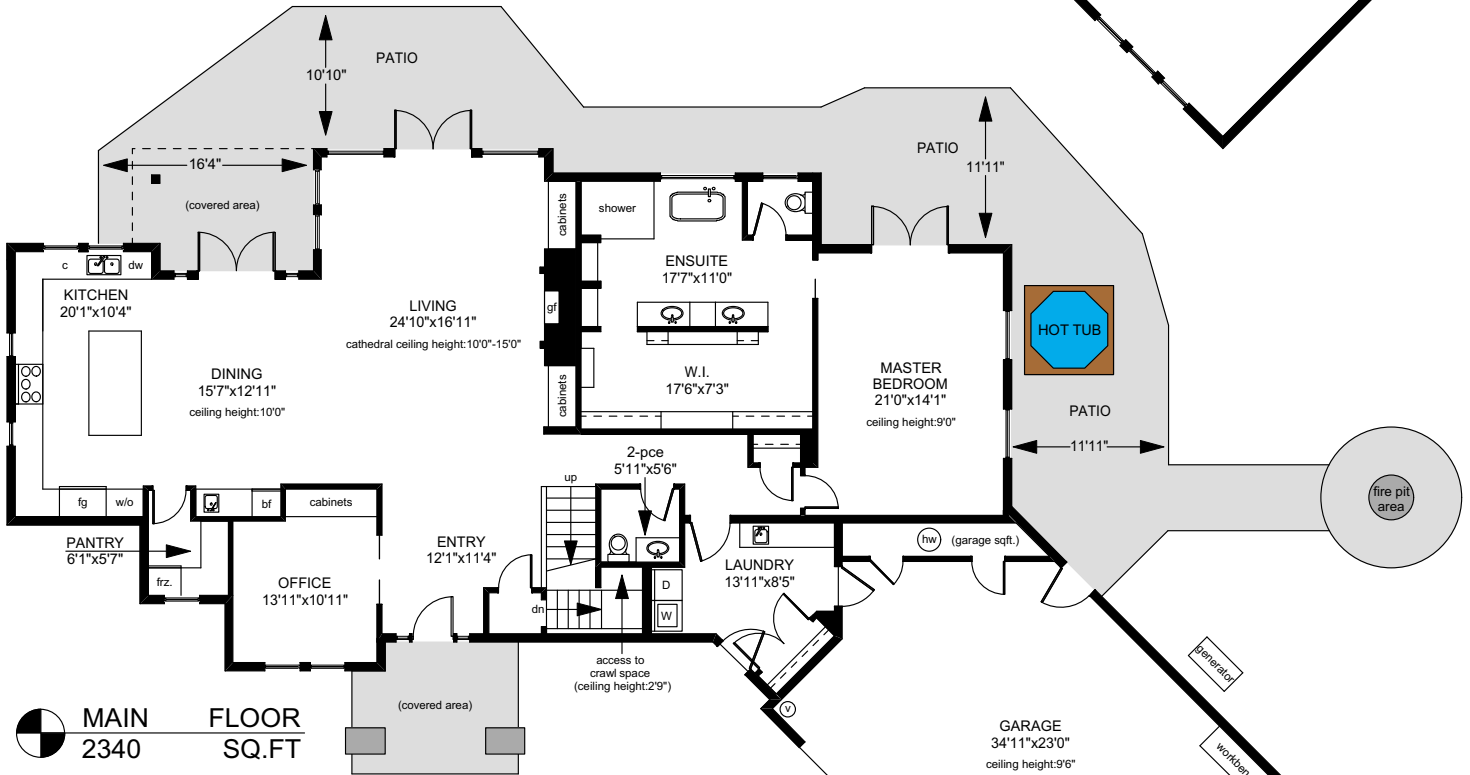 PATIO
10'10"
16'4"
(covered area)
PATIO
11'11"
cabinets
shower
c
dw
KITCHEN
20'1"x10'4"
ENSUITE
17'7"x11'0"
LIVING
24'10"x16'11"
cathedral ceiling height:10'0"-15'0"
gf
HOT TUB
DINING
15'7"x12'11"
ceiling height:10'0"
W.I.
17'6"x7'3"
cabinets
MASTER
BEDROOM
21'0"x14'1"
ceiling height:9'0"
PATIO
11'11"
2-pce
5'11"x5'6"
up
fg
w/o
bf
cabinets
fire pit
area
PANTRY
6'1"x5'7"
frz.
OFFICE
13'11"x10'11"
ENTRY
12'1"x11'4"
hw
(garage sqft.)
LAUNDRY
13'11"x8'5"
D
W
dn
access to
crawl space
(ceiling height:2'9")
generator
(covered area)
v
MAIN FLOOR
2340 SQ.FT
GARAGE
34'11"x23'0"
ceiling height:9'6"
workben